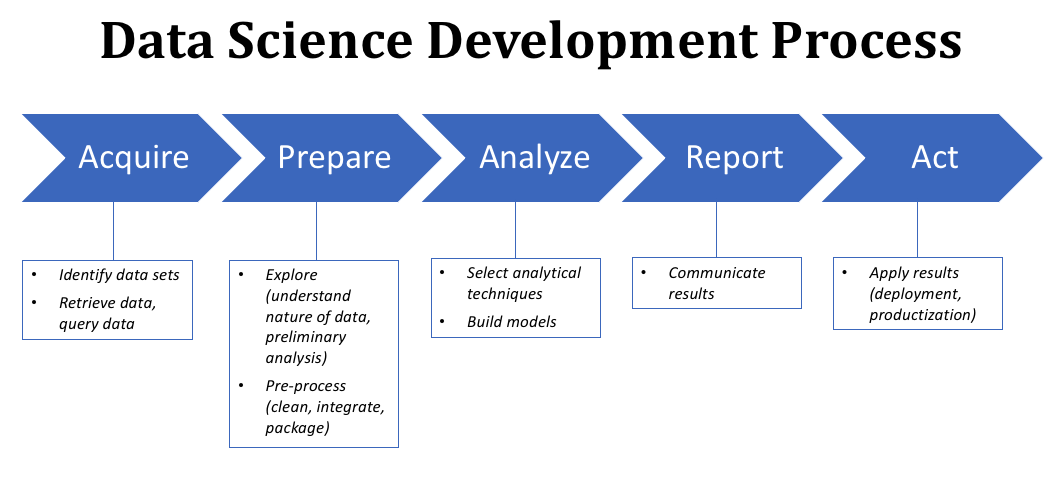 Data Science Development Process
Acquire
Prepare
Analyze
Report
Act
• Identify data sets
• Retrieve data,
query data
• Explore
(understand
nature of data,
preliminary
analysis)
• Pre-process
(clean, integrate,
package)
• Select analytical
techniques
• Build models
• Communicate
results
• Apply results
(deployment,
productization)